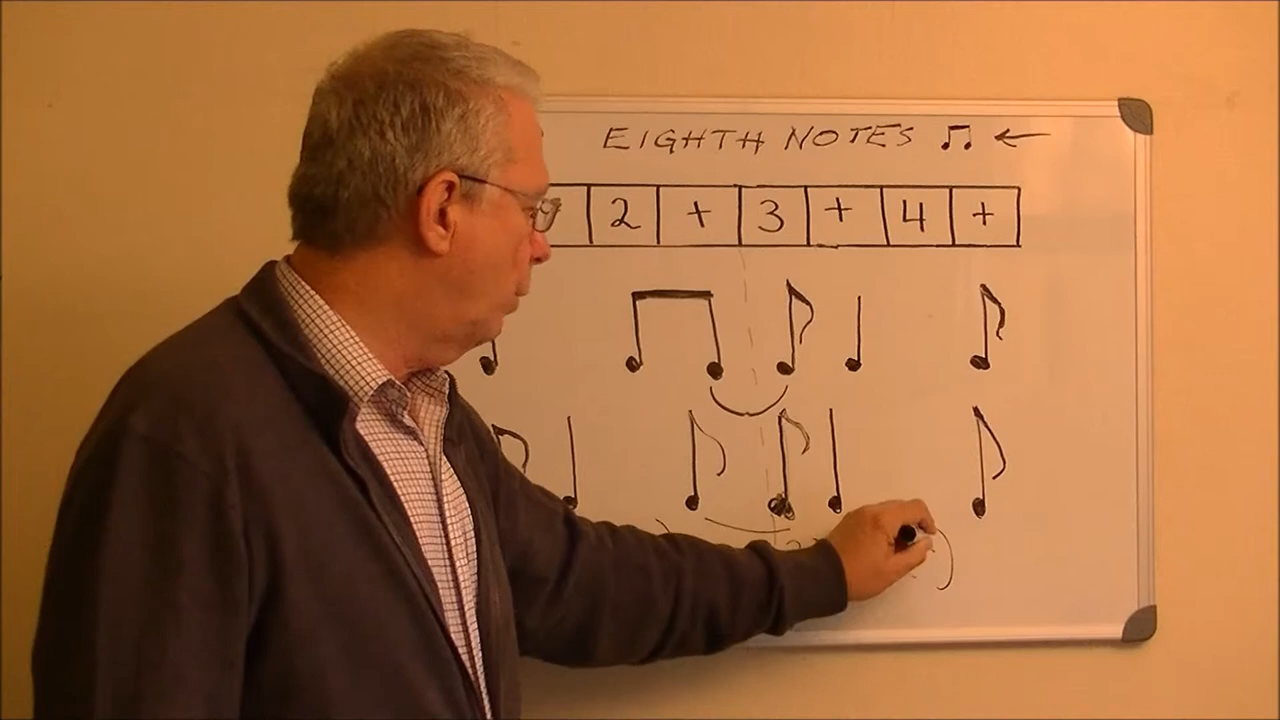 EIGHTH NOTES ♫ ←
2 + 3 + 4 +